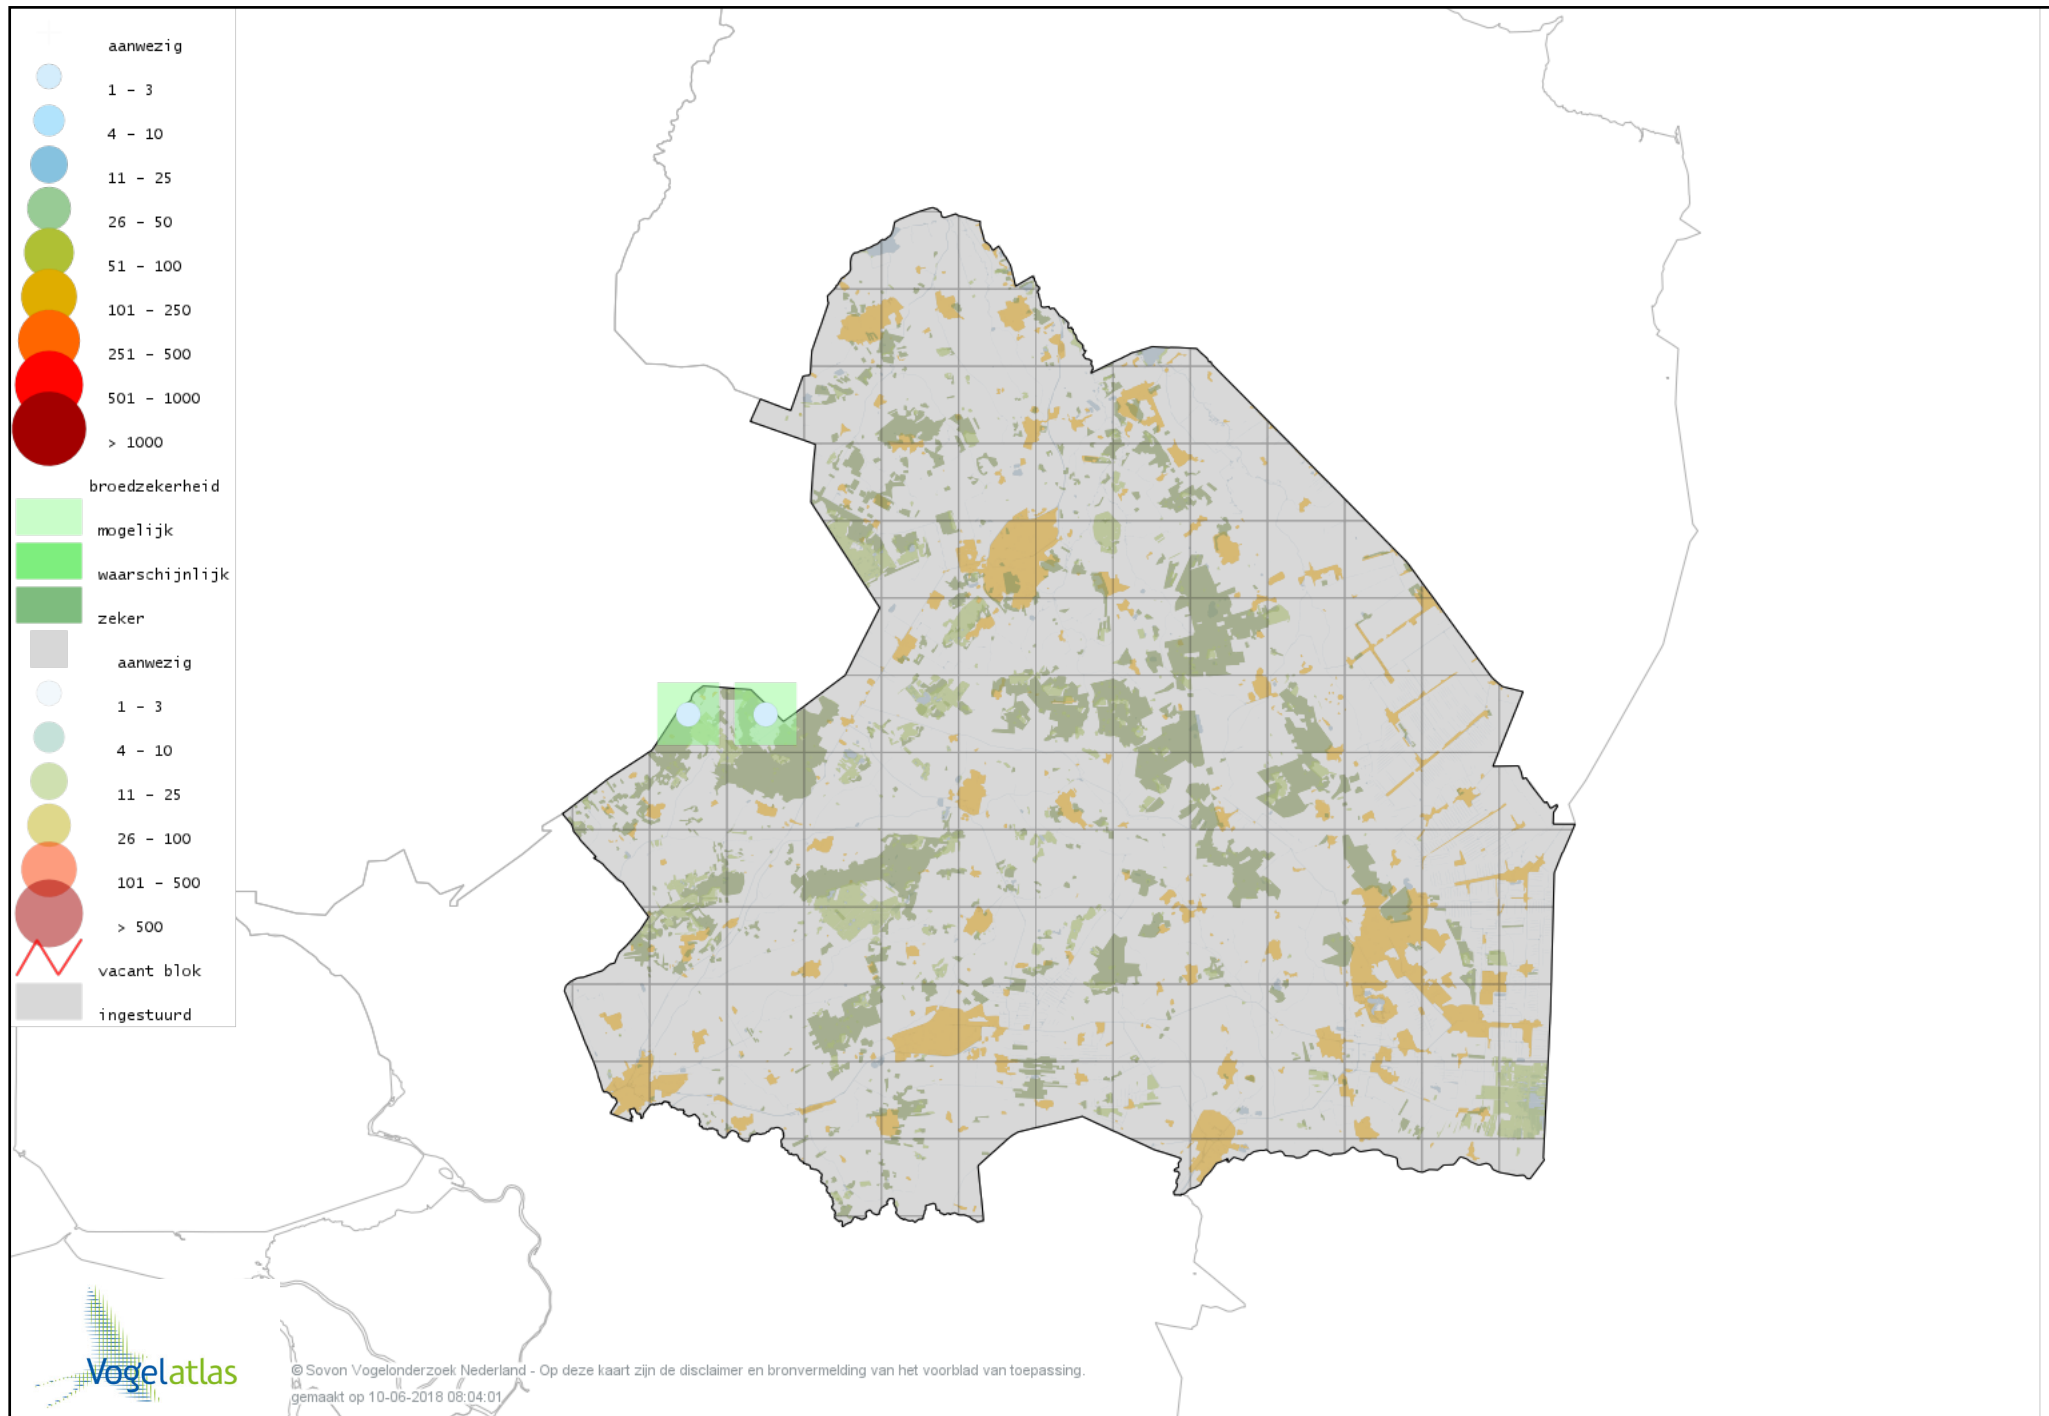 aanwezig
1 - 3
4 - 10
11 - 25
26 - 50
51 - 100
101 - 250
251 - 500
501 - 1000
> 1000
broedzekerheid
mogelijk
waarschijnlijk
zeker
aanwezig
1 - 3
4 - 10
11 - 25
26 - 100
101 - 500
> 500
vacant blok
ingestuurd
Vogelatlas
© Sovon Vogelonderzoek Nederland - Op deze kaart zijn de disclaimer en bronvermelding van het voorblad van toepassing.
gemaakt op 10-06-2018 08:04:01